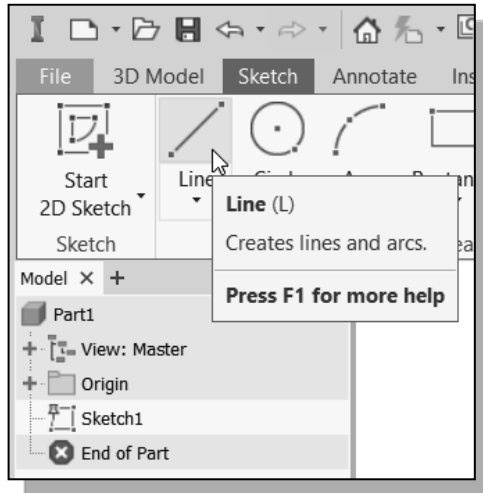 File 3D Model Sketch Annotate
Start
2D Sketch
Line
Sketch
Line (L)
Creates lines and arcs.
Press F1 for more help
Model
Part1
View: Master
Origin
Sketch1
End of Part